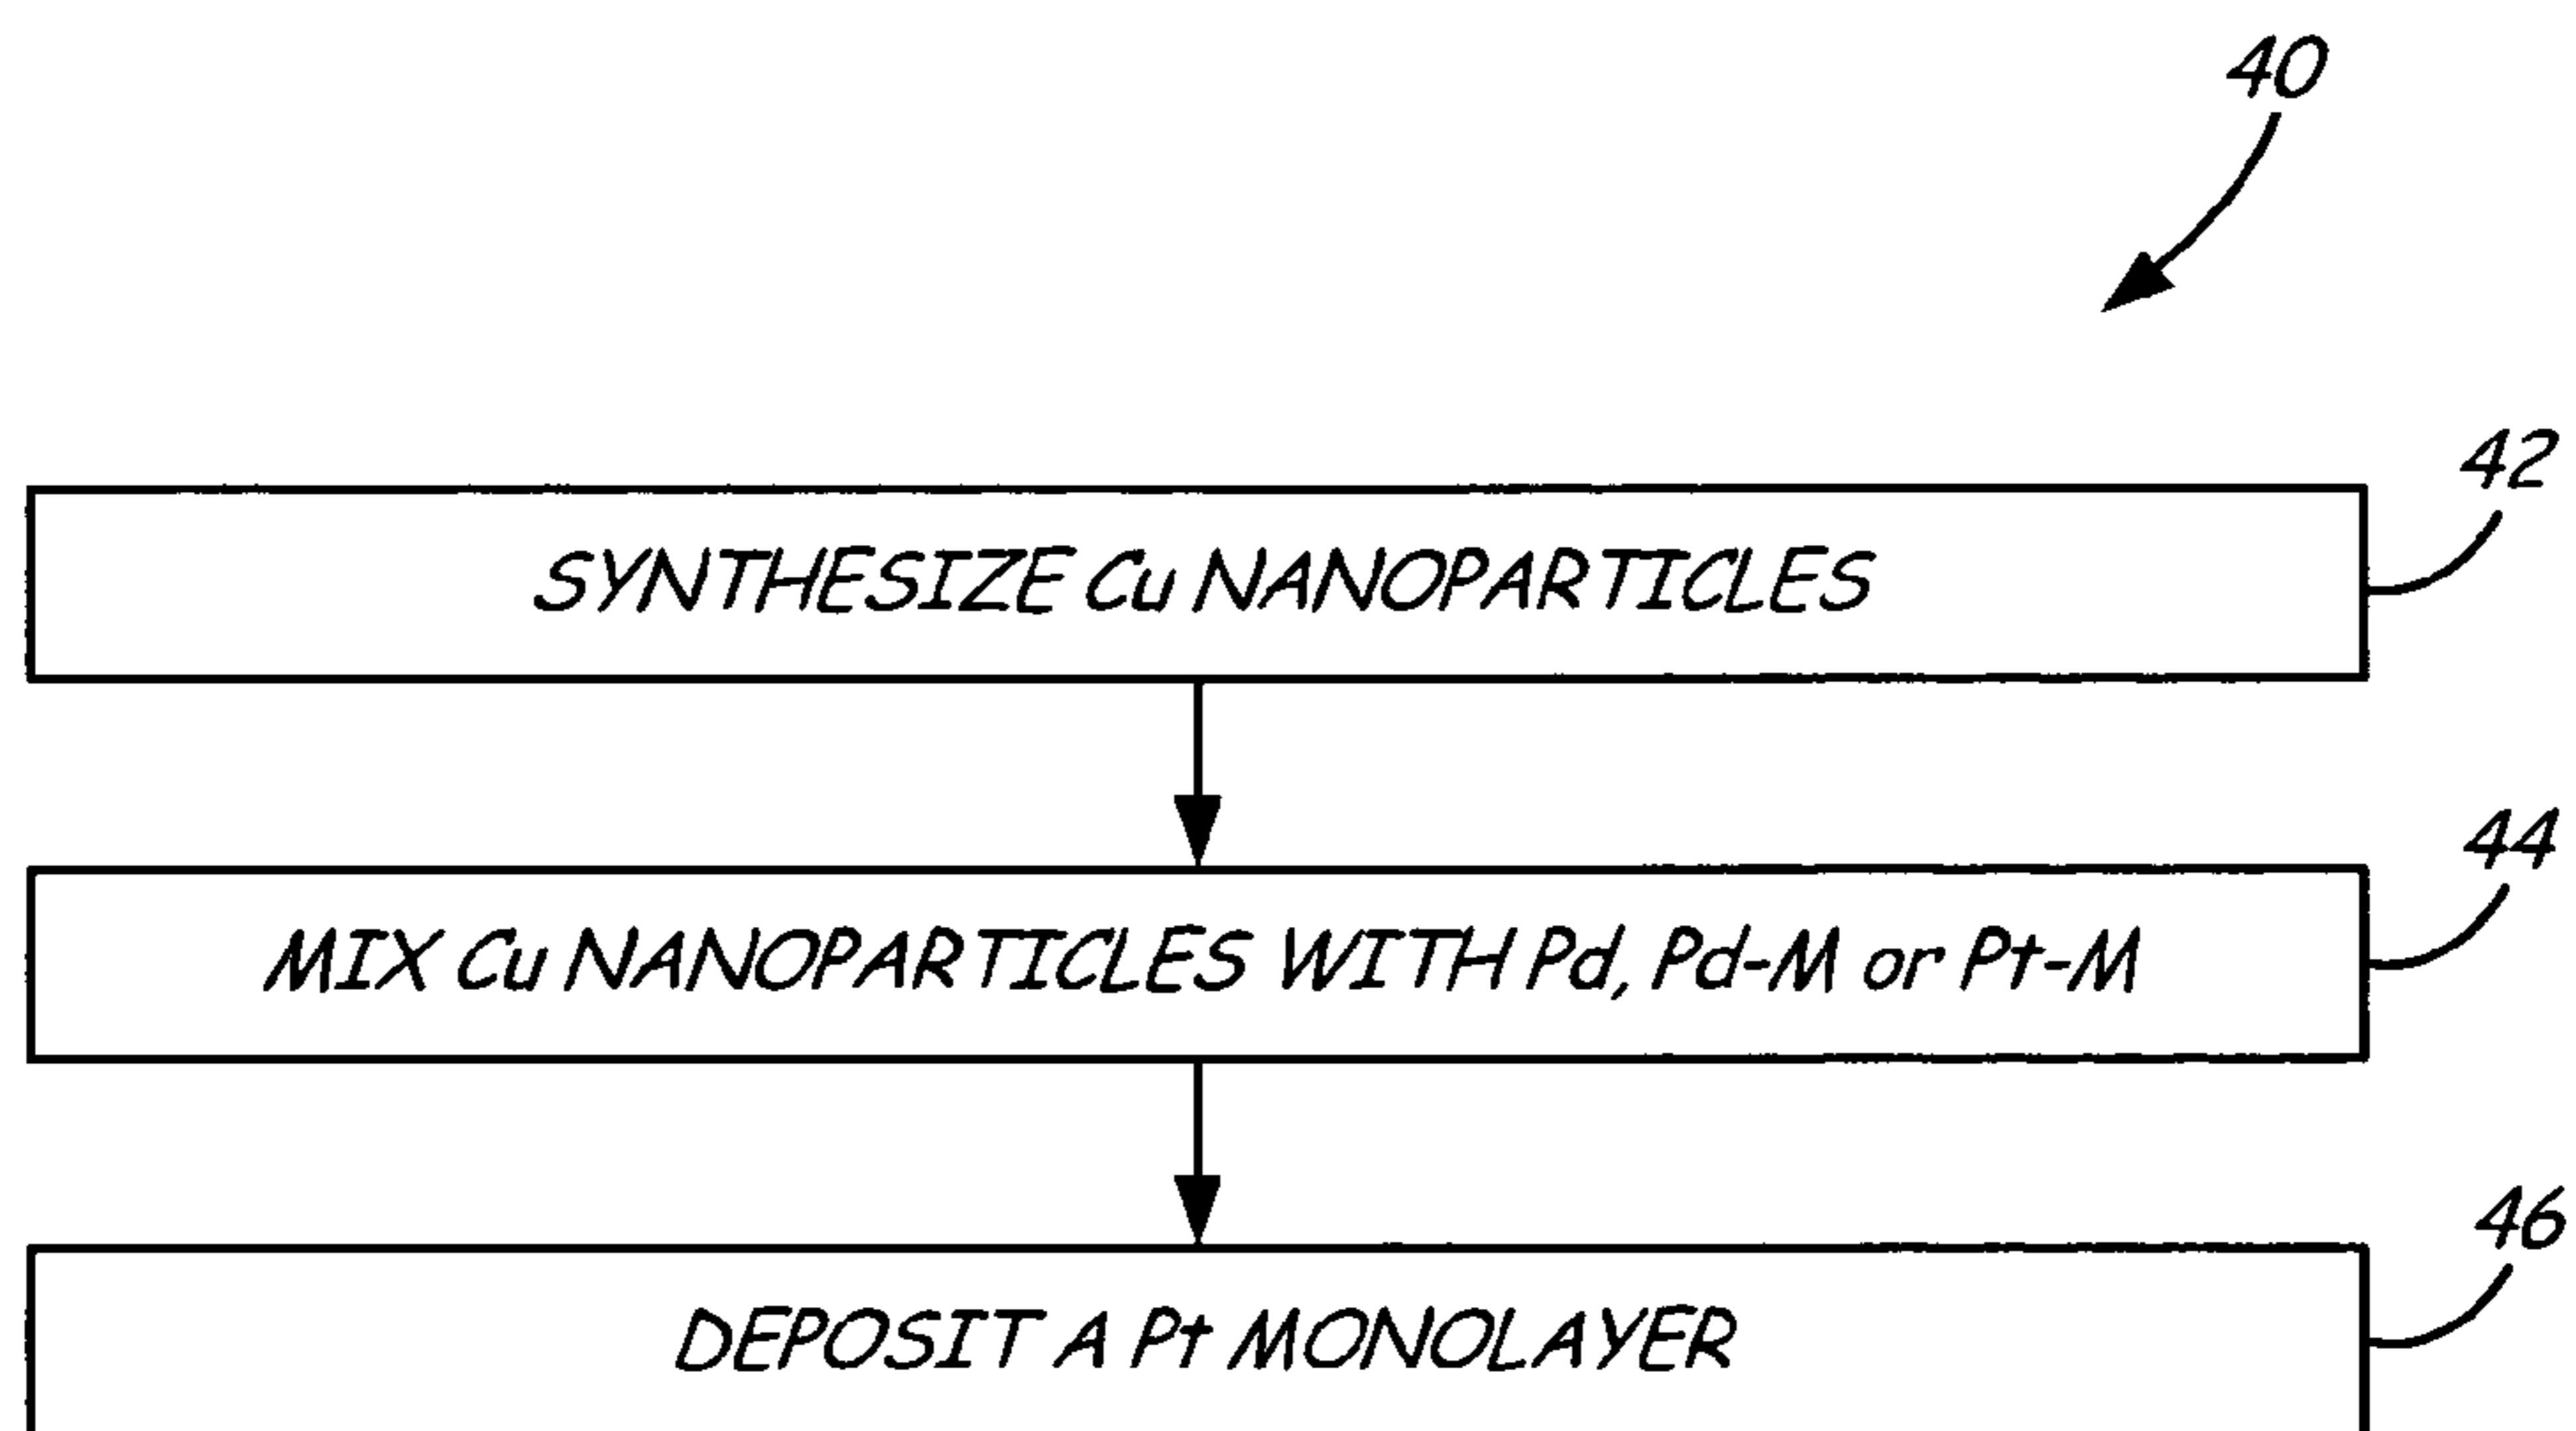 40
42
SYNTHESIZE Cu NANOPARTICLES
44
MIX Cu NANOPARTICLES WITH Pd, Pd-M or Pt-M
46
DEPOSIT A Pt MONOLAYER